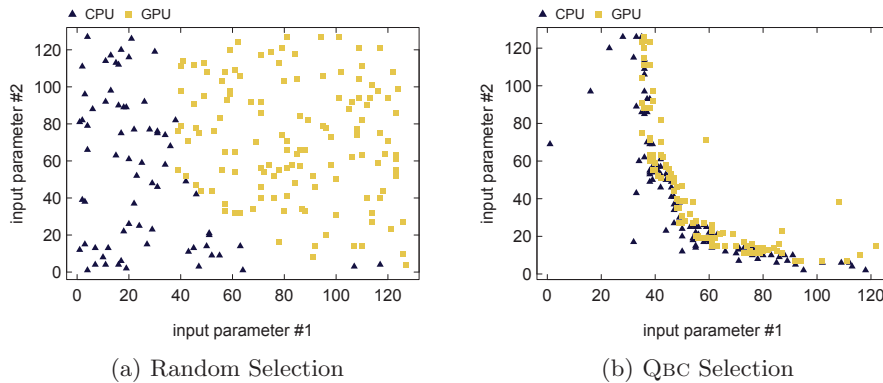 CPU GPU
input parameter #2
120
100
80
60
40
20
0
0 20 40 60 80 100 120
input parameter #1
(a) Random Selection
CPU GPU
input parameter #2
120
100
80
60
40
20
0
0 20 40 60 80 100 120
input parameter #1
(b) QBC Selection